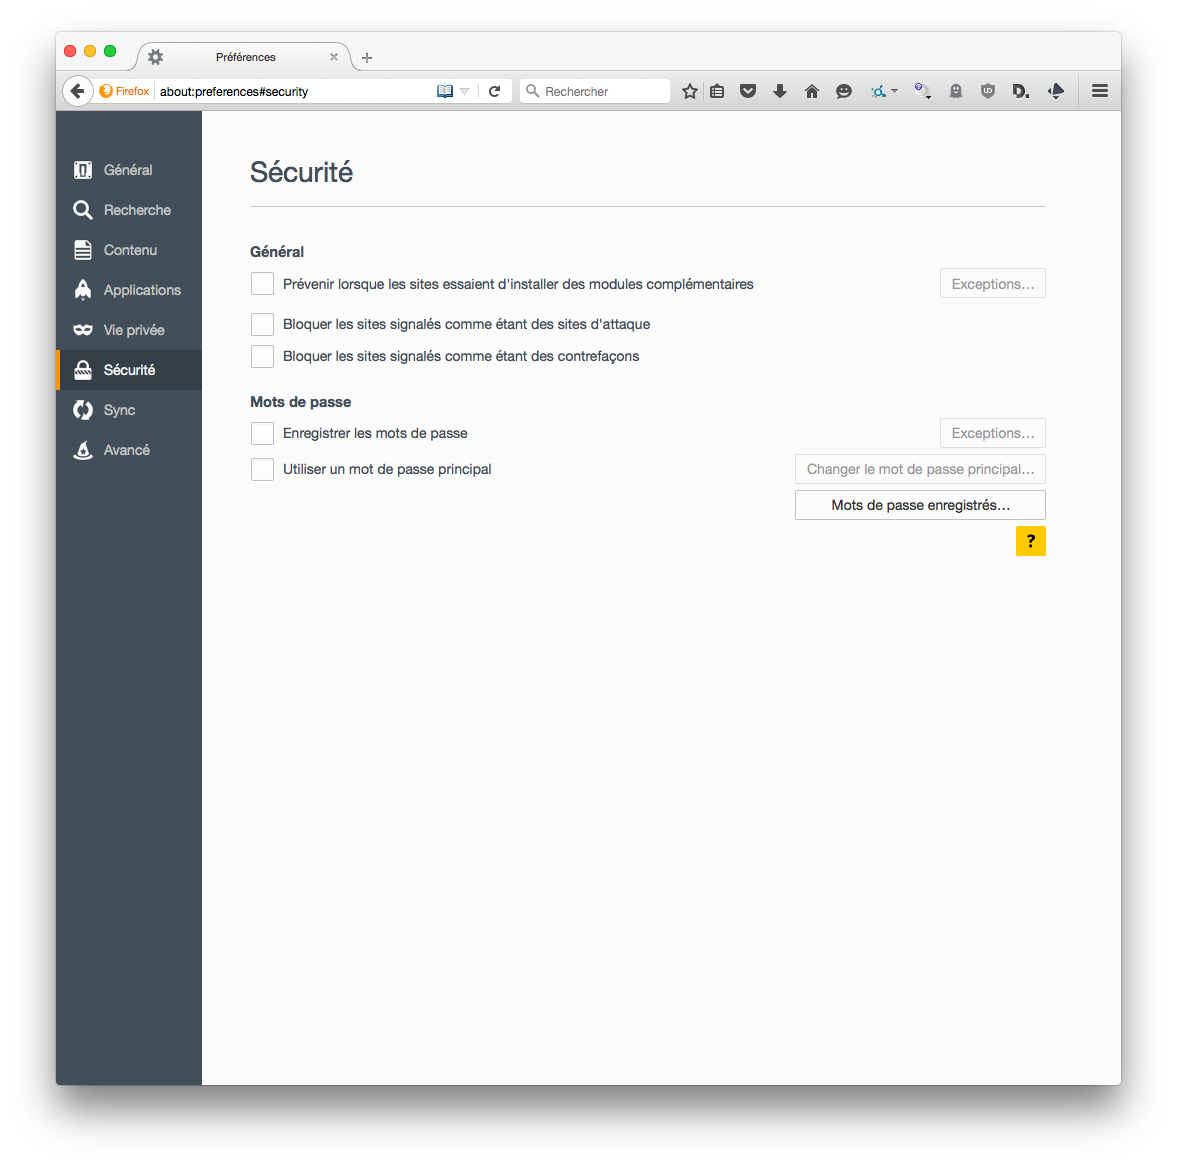 Préférences
Firefox about:preferences#security Rechercher
UD D.
Général
Recherche
Contenu
Applications
Vie privée
Sécurité
Sync
Avancé
Sécurité
Général
Prévenir lorsque les sites essaient d'installer des modules complémentaires Exceptions...
Bloquer les sites signalés comme étant des sites d'attaque
Bloquer les sites signalés comme étant des contrefaçons
Mots de passe
Enregistrer les mots de passe Exceptions...
Utiliser un mot de passe principal Changer le mot de passe principal...
Mots de passe enregistrés...
?